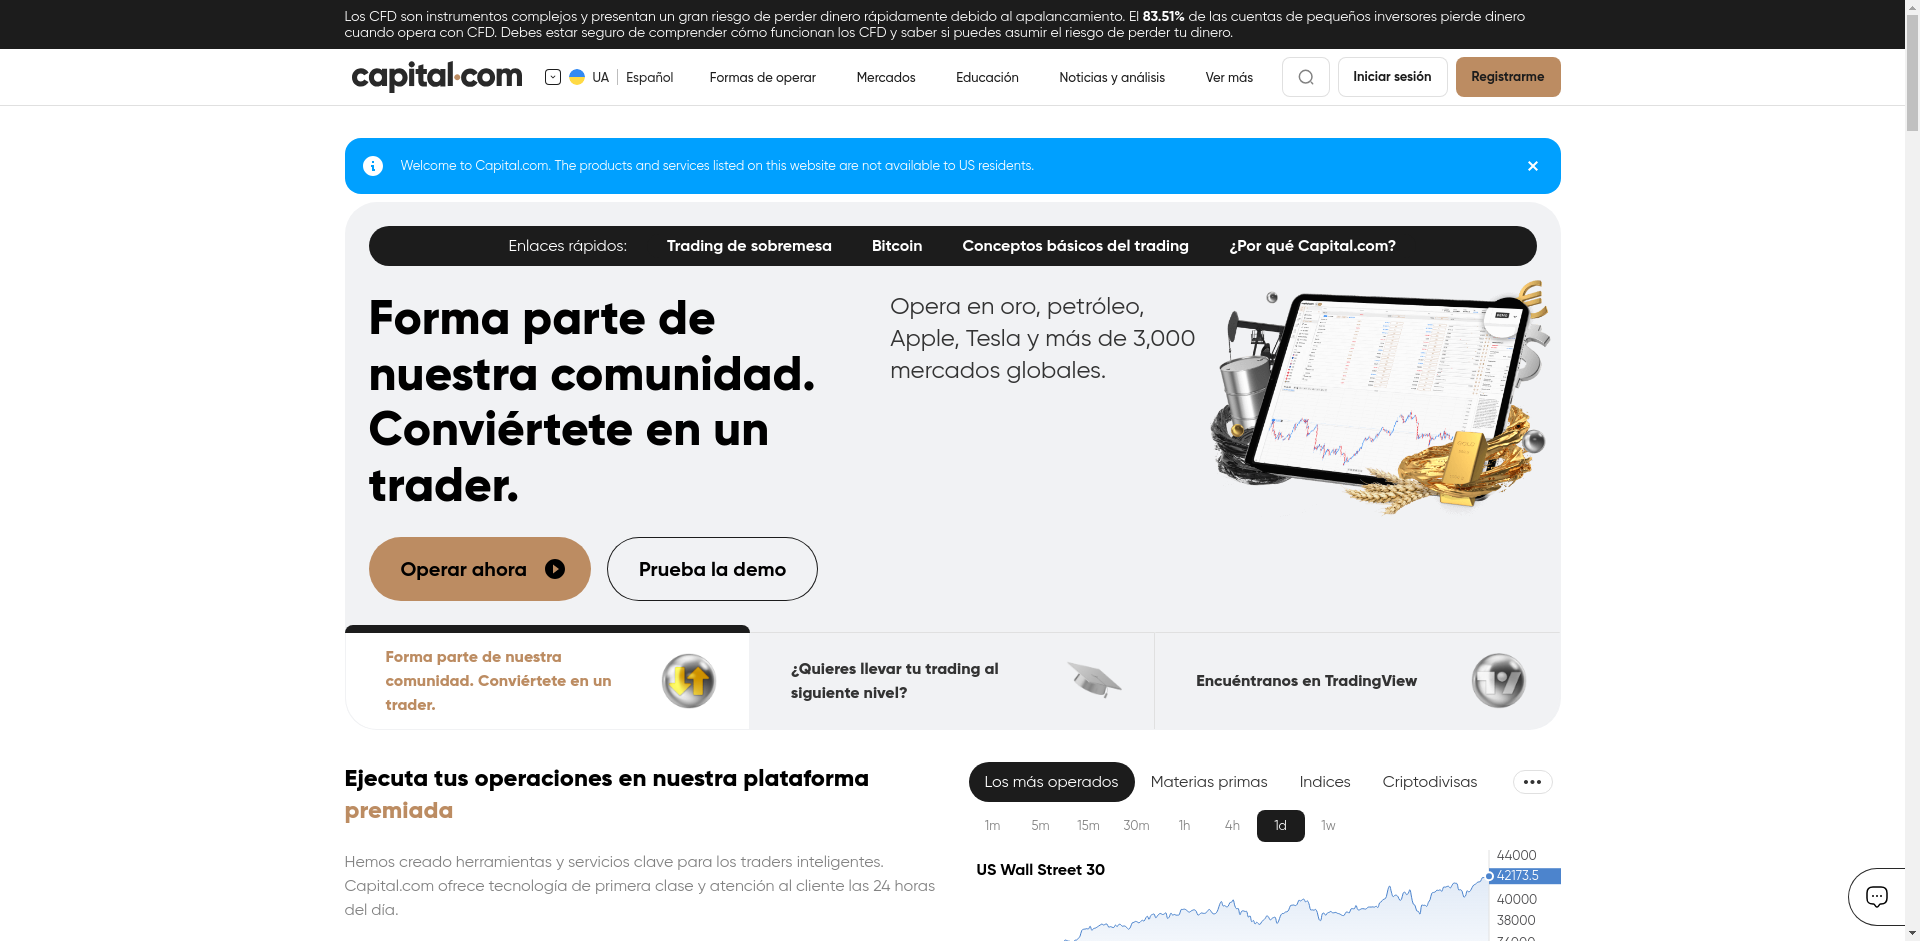 Los CFD son instrumentos complejos y presentan un gran riesgo de perder dinero rápidamente debido al apalancamiento. El 83.51% de las cuentas de pequeños inversores pierde dinero
cuando opera con CFD. Debes estar seguro de comprender cómo funcionan los CFD y saber si puedes asumir el riesgo de perder tu dinero.
capital.com
UA
Español
Formas de operar
Mercados
Educación
Noticias y análisis
Ver más
Iniciar sesión
Registrarme
Welcome to Capital.com. The products and services listed on this website are not available to US residents.
Enlaces rápidos:
Trading de sobremesa
Bitcoin
Conceptos básicos del trading
¿Por qué Capital.com?
Forma parte de
nuestra comunidad.
Conviértete en un
trader.
Opera en oro, petróleo,
Apple, Tesla y más de 3,000
mercados globales.
Operar ahora
Prueba la demo
Forma parte de nuestra
comunidad. Conviértete en un
trader.
¿Quieres llevar tu trading al
siguiente nivel?
Encuéntranos en TradingView
Ejecuta tus operaciones en nuestra plataforma
premiada
Hemos creado herramientas y servicios clave para los traders inteligentes.
Capital.com ofrece tecnología de primera clase y atención al cliente las 24 horas
del día.
Los más operados
Materias primas
Indices
Criptodivisas
1m
5m
15m
30m
1h
4h
1d
1w
US Wall Street 30
44000
42173.5
40000
38000